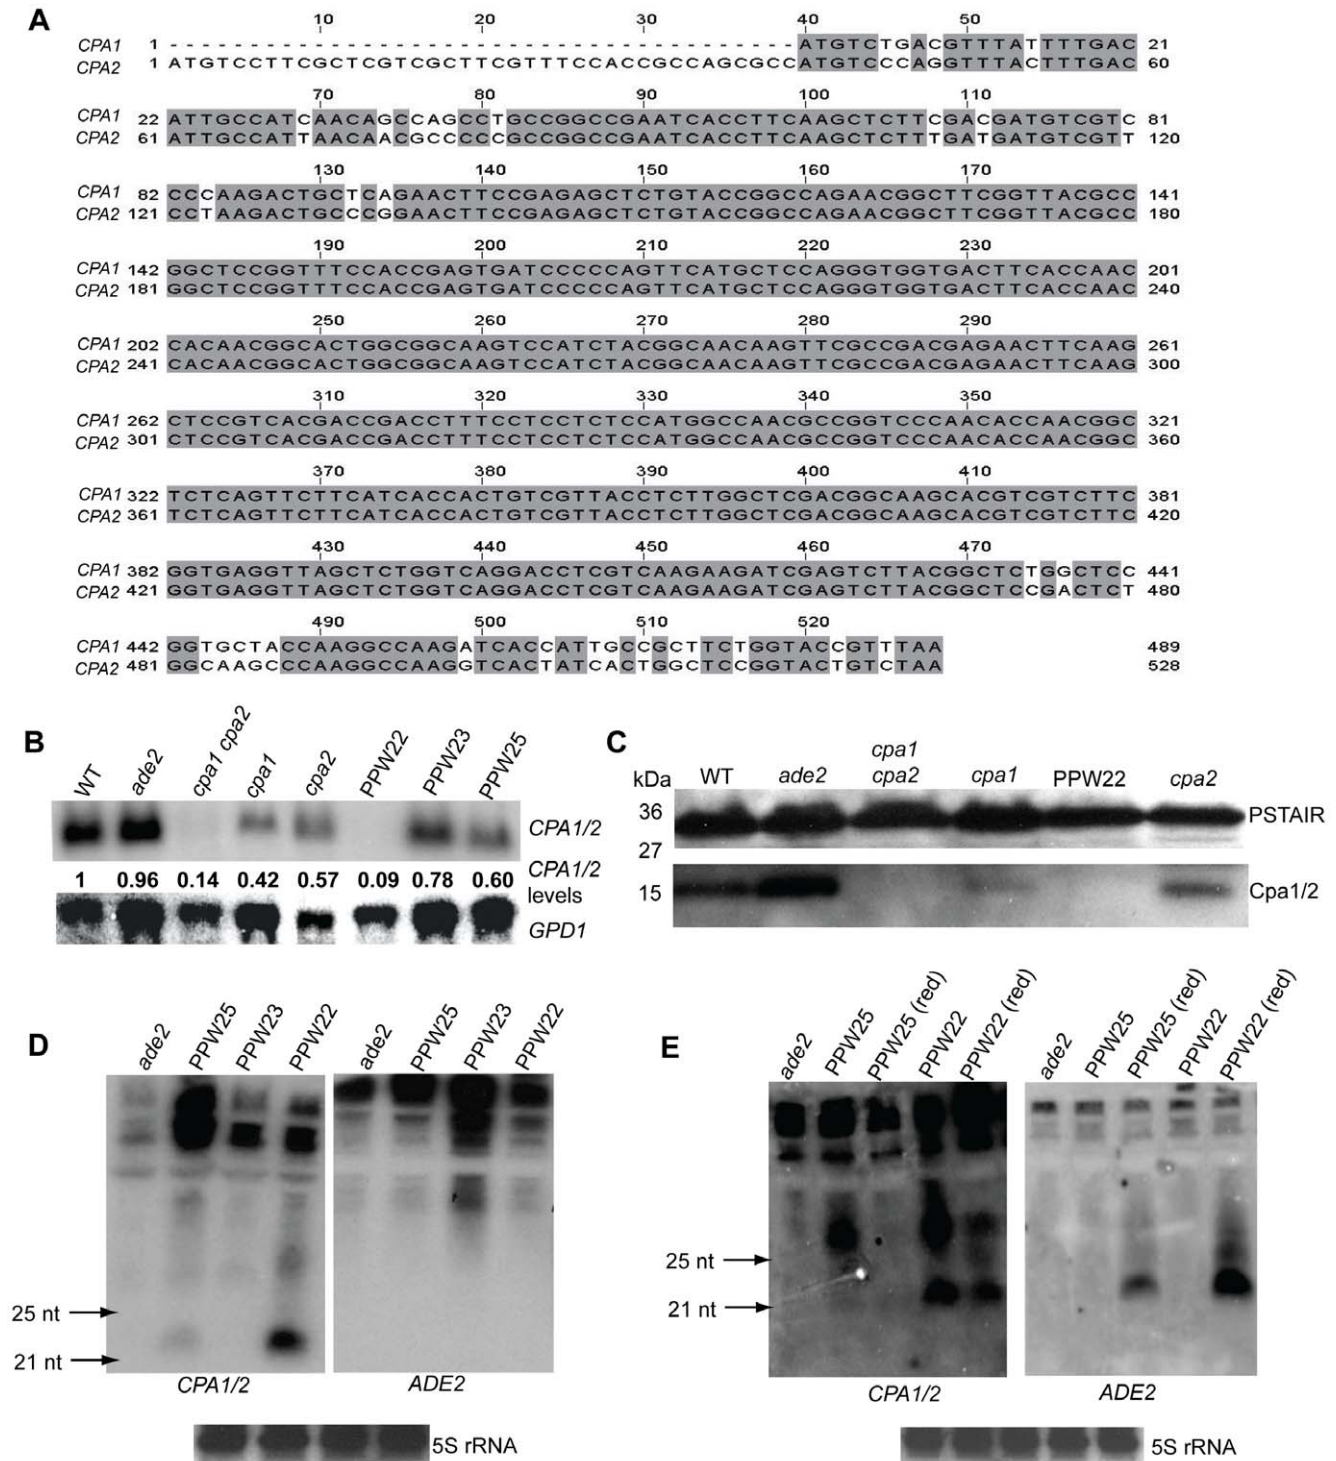 A
10 20 30 40 50
CPA1 1 - - - - - - - - - - - - - - - - - - - - - - - - - - - - - - - - - - - - - - - ATGTCTGACGTTTATTTTGAC 21
CPA2 1 ATGTCCTTCGCTCGTCGCTTCGTTTCCACCGCCAGCGCCATGTCCCAGGTTTACTTTGAC 60
70 80 90 100 110
CPA1 22 ATTGCCATCAACAGCCAGCCTGCCGGCCGAATCACCTTCAAGCTCTTCGACGATGTCGTC 81
CPA2 61 ATTGCCATTAACAACGCCCCCGCCGGCCGAATCACCTTCAAGCTCTTTGATGATGTCGTT 120
130 140 150 160 170
CPA1 82 CCCAAGACTGCTCAGAACTTCCGAGAGCTCTGTACCGGCCAGAACGGCTTCGGTTACGCC 141
CPA2 121 CCTAAGACTGCCCGGAACTTCCGAGAGCTCTGTACCGGCCAGAACGGCTTCGGTTACGCC 180
190 200 210 220 230
CPA1 142 GGCTCCGGTTTCCACCGAGTGATCCCCCAGTTCATGCTCCAGGGTGGTGACTTCACCAAC 201
CPA2 181 GGCTCCGGTTTCCACCGAGTGATCCCCCAGTTCATGCTCCAGGGTGGTGACTTCACCAAC 240
250 260 270 280 290
CPA1 202 CACAACGGCACTGGCGGCAAGTCCATCTACGGCAACAAGTTCGCCGACGAGAACTTCAAG 261
CPA2 241 CACAACGGCACTGGCGGCAAGTCCATCTACGGCAACAAGTTCGCCGACGAGAACTTCAAG 300
310 320 330 340 350
CPA1 262 CTCCGTCACGACCGACCTTTCCTCCTCTCCATGGCCAACGCCGGTCCCAACACCAACGGC 321
CPA2 301 CTCCGTCACGACCGACCTTTCCTCCTCTCCATGGCCAACGCCGGTCCCAACACCAACGGC 360
370 380 390 400 410
CPA1 322 TCTCAGTTCTTCATCACCACTGTCGTTACCTCTTGGCTCGACGGCAAGCACGTCGTCTTC 381
CPA2 361 TCTCAGTTCTTCATCACCACTGTCGTTACCTCTTGGCTCGACGGCAAGCACGTCGTCTTC 420
430 440 450 460 470
CPA1 382 GGTGAGGTTAGCTCTGGTCAGGACCTCGTCAAGAAGATCGAGTCTTACGGCTCTGGCTCC 441
CPA2 421 GGTGAGGTTAGCTCTGGTCAGGACCTCGTCAAGAAGATCGAGTCTTACGGCTCCGACTCT 480
490 500 510 520
CPA1 442 GGTGCTACCAAGGCCAAGATCACCATTGCCGCTTCTGGTACCGTTTAA 489
CPA2 481 GGCAAGCCCAAGGCCAAGGTCACTATCACTGGCTCCGGTACTGTCTAA 528
B
WT ade2 cpa1 cpa2 cpa1 cpa2 PPW22 PPW23 PPW25
CPA1/2
1 0.96 0.14 0.42 0.57 0.09 0.78 0.60 CPA1/2
levels
GPD1
C
cpa1
kDa WT ade2 cpa2 cpa1 PPW22 cpa2
36 PSTAIR
27
15 Cpa1/2
D
ade2 PPW25 PPW23 PPW22 ade2 PPW25 PPW23 PPW22
25 nt
21 nt
CPA1/2 ADE2
5S rRNA
E
ade2 PPW25 PPW25 (red) PPW22 PPW22 (red) ade2 PPW25 PPW25 (red) PPW22 PPW22 (red)
25 nt
21 nt
CPA1/2 ADE2
5S rRNA